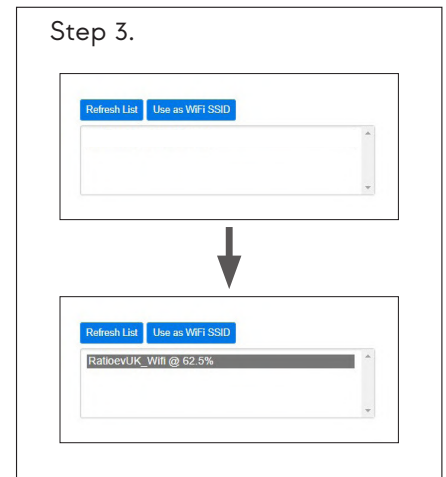 Step 3.
Refresh List Use as WiFi SSID
Refresh List Use as WiFi SSID
RatioevUK_Wifi @ 62.5%